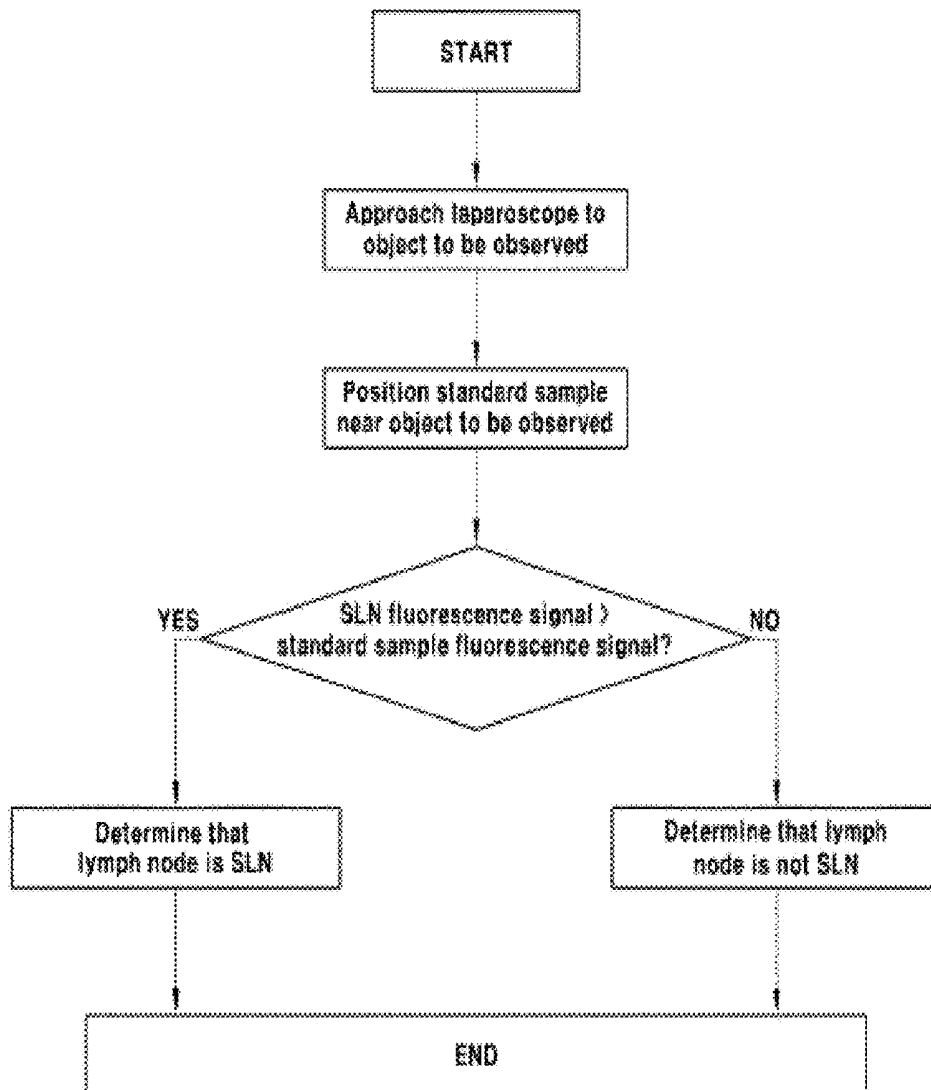 START
Approach laparoscope to
object to be observed
Position standard sample
near object to be observed
SLN fluorescence signal >
standard sample fluorescence signal?
YES
NO
Determine that
lymph node is SLN
Determine that lymph
node is not SLN
END